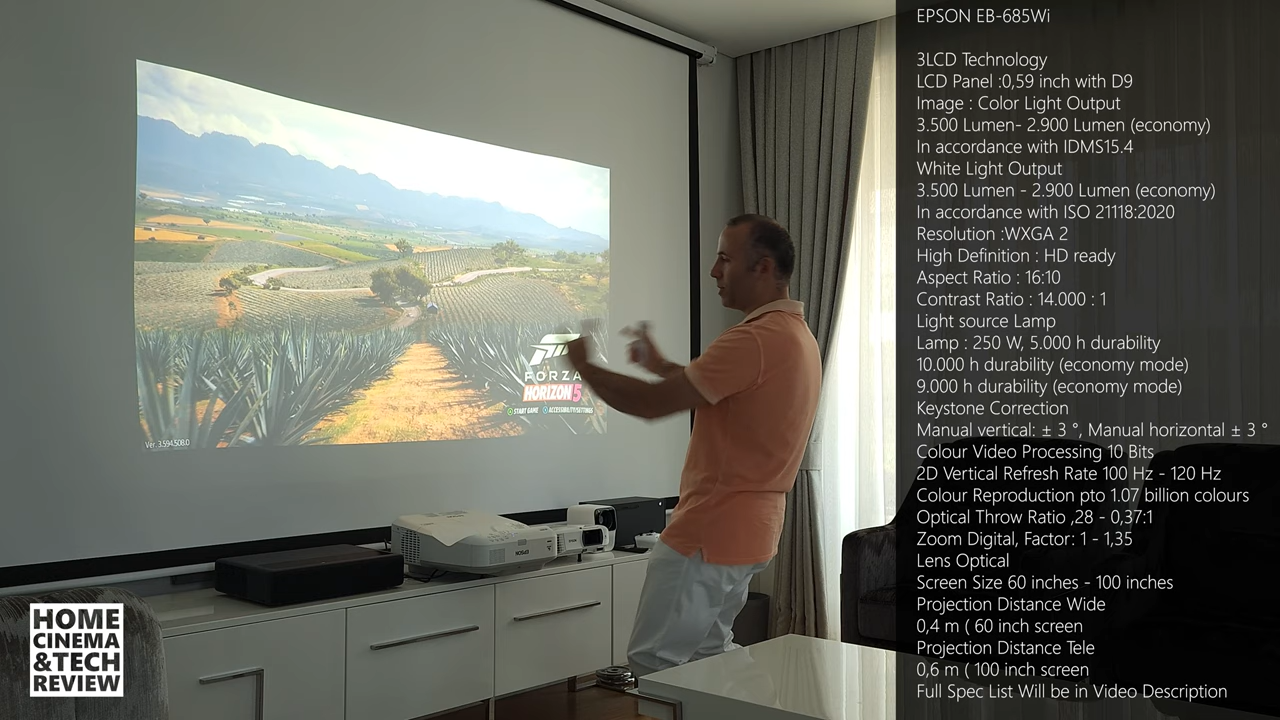 EPSON EB-685Wi
3LCD Technology
LCD Panel :0,59 inch with D9
Image : Color Light Output
3.500 Lumen- 2.900 Lumen (economy)
In accordance with IDMS15.4
White Light Output
3.500 Lumen - 2.900 Lumen (economy)
In accordance with ISO 21118:2020
Resolution :WXGA 2
High Definition : HD ready
Aspect Ratio : 16:10
Contrast Ratio : 14.000 : 1
Light source Lamp
Lamp : 250 W, 5.000 h durability
10.000 h durability (economy mode)
9.000 h durability (economy mode)
Keystone Correction
Manual vertical: ± 3 °, Manual horizontal ± 3 °
Colour Video Processing 10 Bits
2D Vertical Refresh Rate 100 Hz - 120 Hz
Colour Reproduction pto 1.07 billion colours
Optical Throw Ratio ,28 - 0,37:1
Zoom Digital, Factor: 1 - 1,35
Lens Optical
Screen Size 60 inches - 100 inches
Projection Distance Wide
0,4 m ( 60 inch screen
Projection Distance Tele
0,6 m ( 100 inch screen
Full Spec List Will be in Video Description
FORZA
HORIZON 5
START GAME ACCESSIBILITY/SETTINGS
Ver. 3.594.508.0
EPSON
HOME
CINEMA
&TECH
REVIEW